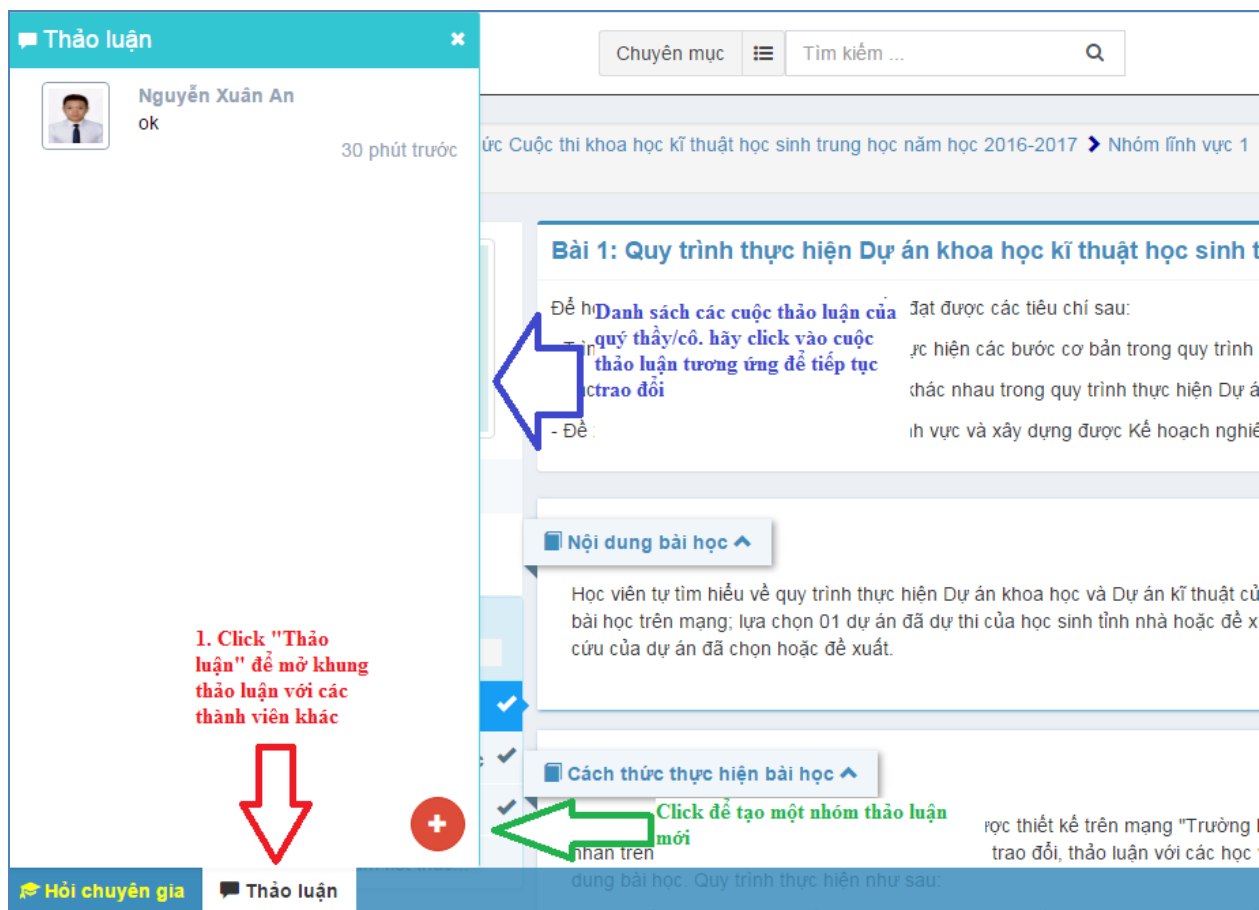 Thảo luận
Chuyên mục
Tìm kiếm ...
Nguyễn Xuân An
ok
30 phút trước
Cuộc thi khoa học kĩ thuật học sinh trung học năm học 2016-2017 > Nhóm lĩnh vực 1
Bài 1: Quy trình thực hiện Dự án khoa học kĩ thuật học sinh
Để
đạt được các tiêu chí sau:
Danh sách các cuộc thảo luận của
quý thầy/cô. hãy click vào cuộc
thảo luận tương ứng để tiếp tục
trao đổi
hiện các bước cơ bản trong quy trình
khác nhau trong quy trình thực hiện Dự
- Đề
vực và xây dựng được Kế hoạch
Nội dung bài học
Học viên tự tìm hiểu về quy trình thực hiện Dự án khoa học và Dự án kĩ thuật
bài học trên mạng; lựa chọn 01 dự án đã dự thi của học sinh tỉnh nhà hoặc đề
cứu của dự án đã chọn hoặc đề xuất.
1. Click "Thảo
luận" để mở khung
thảo luận với các
thành viên khác
Cách thức thực hiện bài học
Click để tạo một nhóm thảo luận
mới
thiết kế trên mạng "Trường
nhân trên
trao đổi, thảo luận với các học
dung bài học. Quy trình thực hiện như sau:
Hỏi chuyên gia
Thảo luận